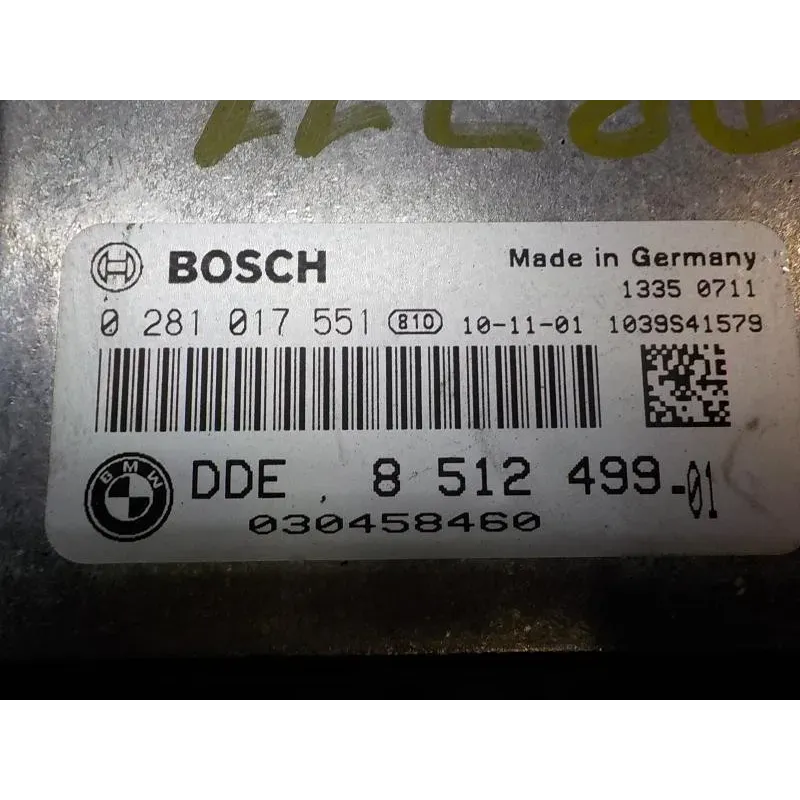 BOSCH Made in Germany
1335 0711
0 281 017 551 810 10-11-01 1039S41579
BMW DDE . 8 512 499-01
030458460